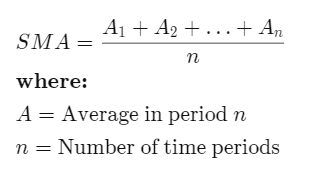 SMA = A₁ + A₂ + . . . + Aₙ / n
where:
A = Average in period n
n = Number of time periods